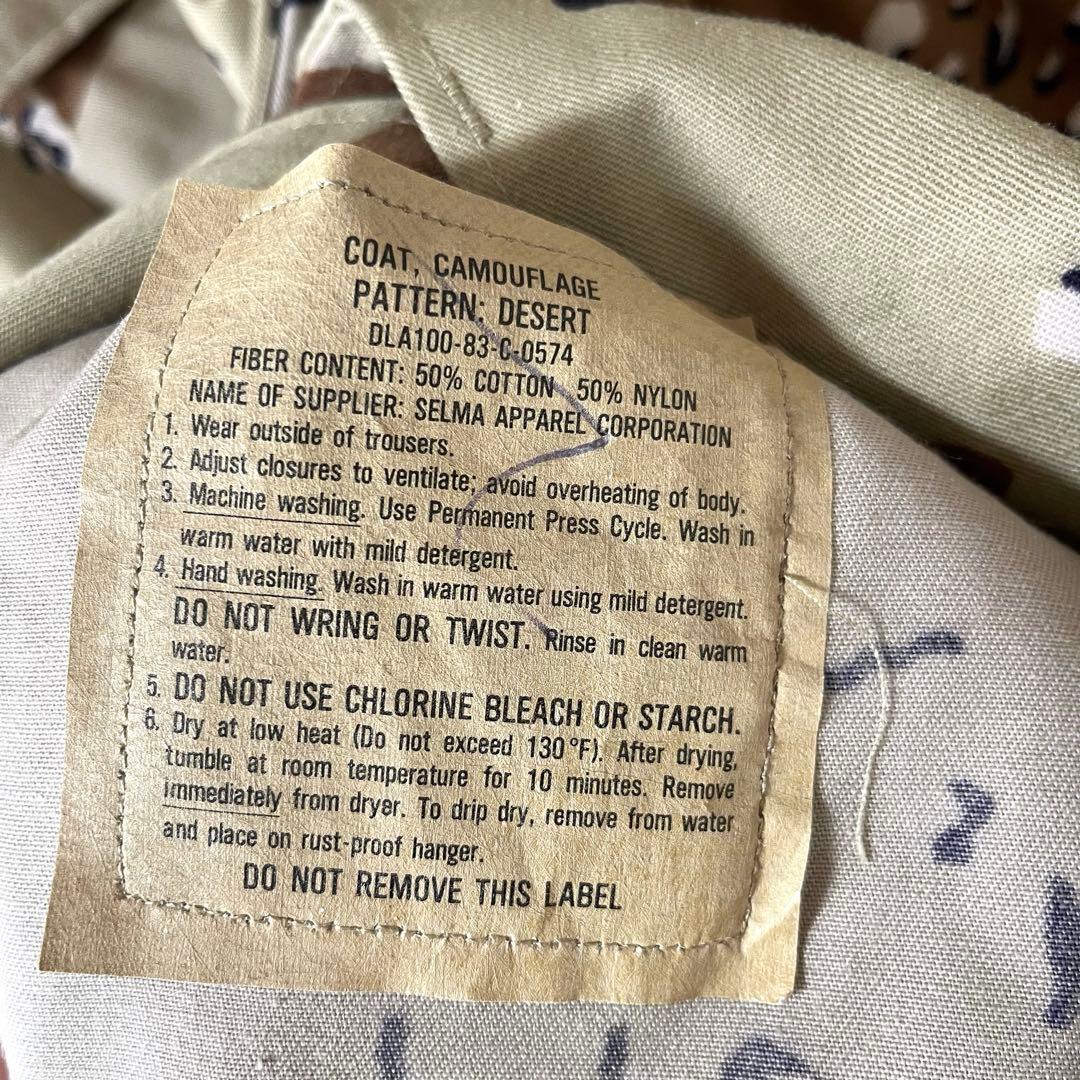 COAT, CAMOUFLAGE
PATTERN: DESERT
DLA100-83-C-0574
FIBER CONTENT: 50% COTTON 50% NYLON
NAME OF SUPPLIER: SELMA APPAREL CORPORATION
1. Wear outside of trousers.
2. Adjust closures to ventilate; avoid overheating of body.
3. Machine washing. Use Permanent Press Cycle. Wash in
warm water with mild detergent.
4. Hand washing. Wash in warm water using mild detergent.
DO NOT WRING OR TWIST. Rinse in clean warm
water.
5. DO NOT USE CHLORINE BLEACH OR STARCH.
6. Dry at low heat (Do not exceed 130°F). After drying,
tumble at room temperature for 10 minutes. Remove
immediately from dryer. To drip dry, remove from water
and place on rust-proof hanger.
DO NOT REMOVE THIS LABEL